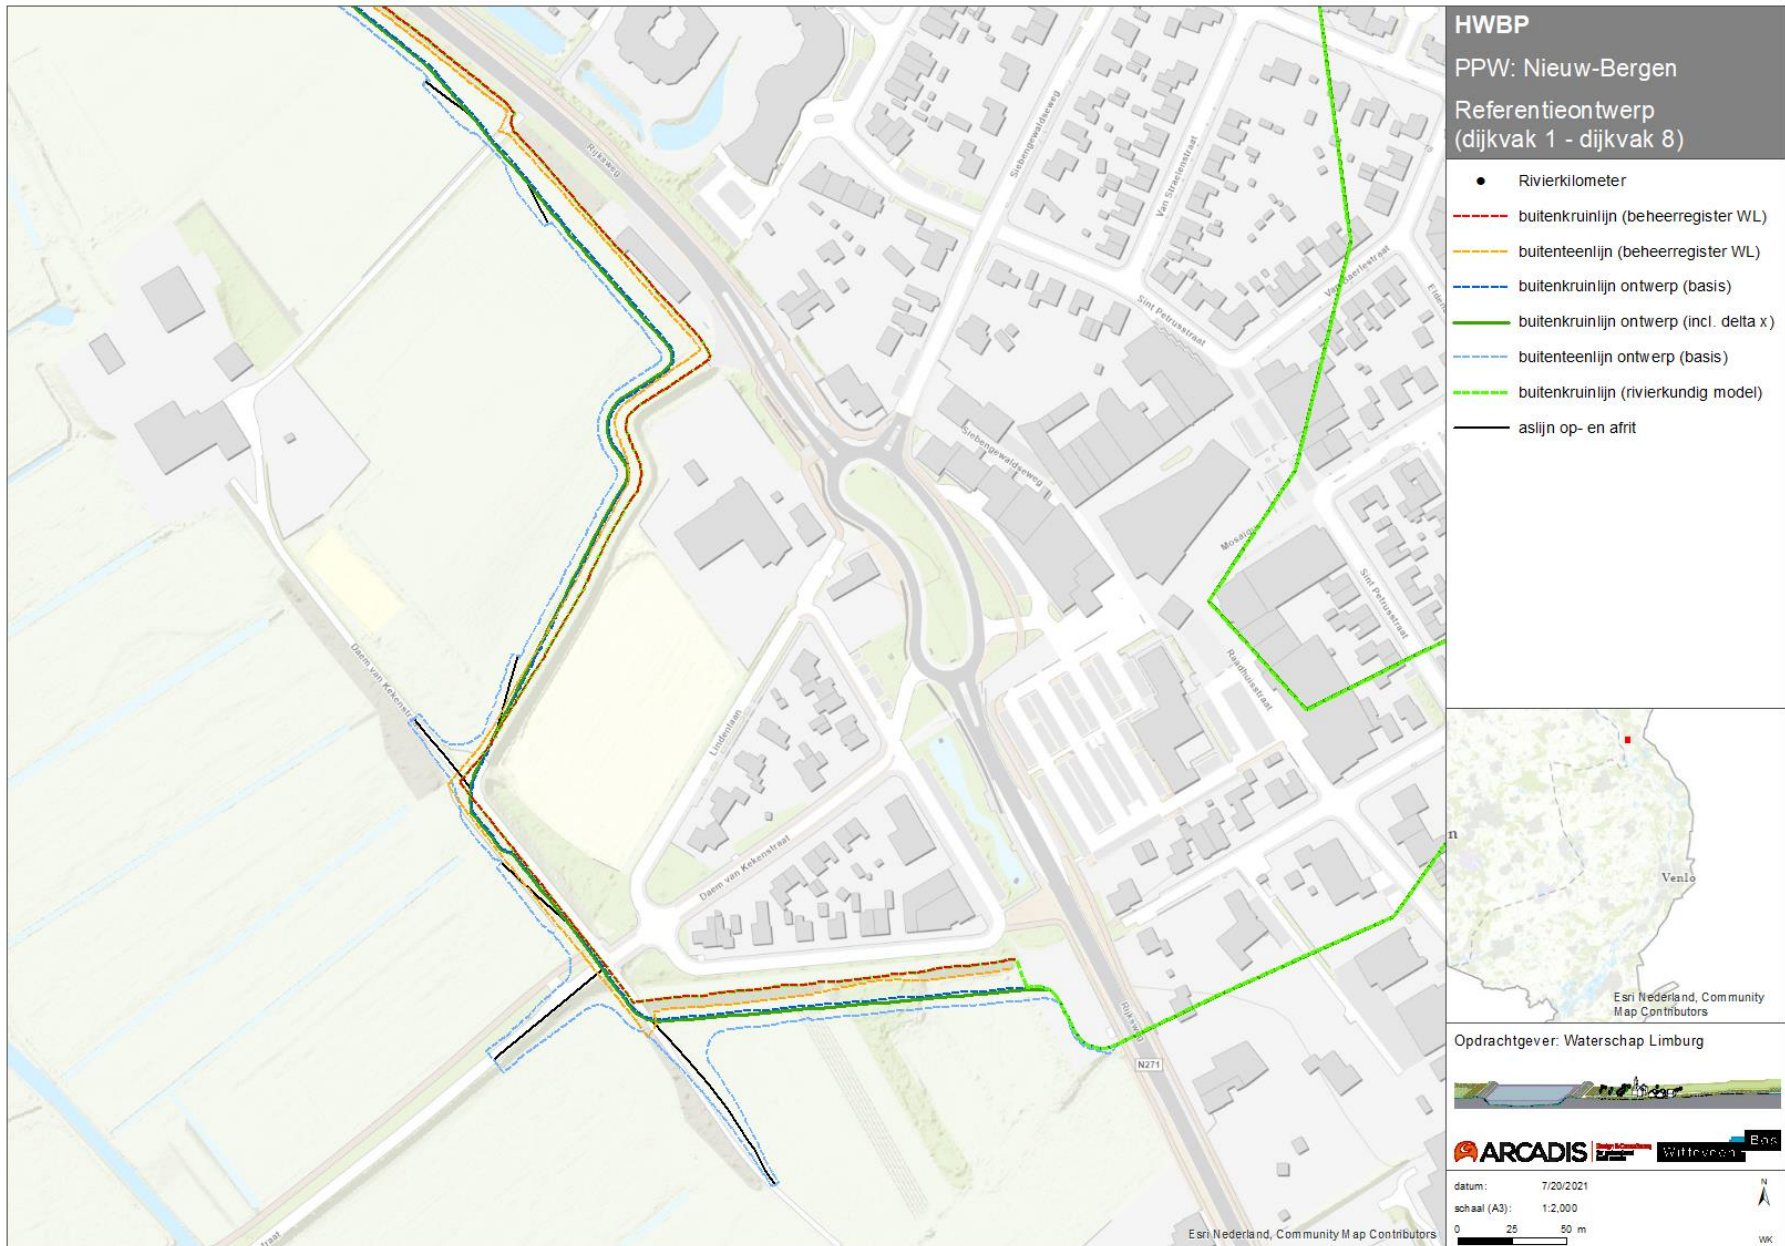 HWBP
PPW: Nieuw-Bergen
Referentieontwerp
(dijkvak 1 - dijkvak 8)
Rivierkilometer
buitenkruinlijn (beheerregister WL)
buitenteenlijn (beheerregister WL)
buitenkruinlijn ontwerp (basis)
buitenkruinlijn ontwerp (incl. delta x)
buitenteenlijn ontwerp (basis)
buitenkruinlijn (rivierkundig model)
aslijn op- en afrit
Rijksweg
Siebengewaldseweg
Van Straelenstraat
Sint Petrusstraat
Siebengewaldseweg
Sint Petrusstraat
Raadhuisstraat
Lindenlaan
Daem van Kekenstraat
Rijksweg
N271
Esri Nederland, Community Map Contributors
n
Venlo
Esri Nederland, Community
Map Contributors
Opdrachtgever: Waterschap Limburg
ARCADIS
Witteveen
Bos
datum: 7/20/2021
schaal (A3): 1:2,000
0 25 50 m
N
WK